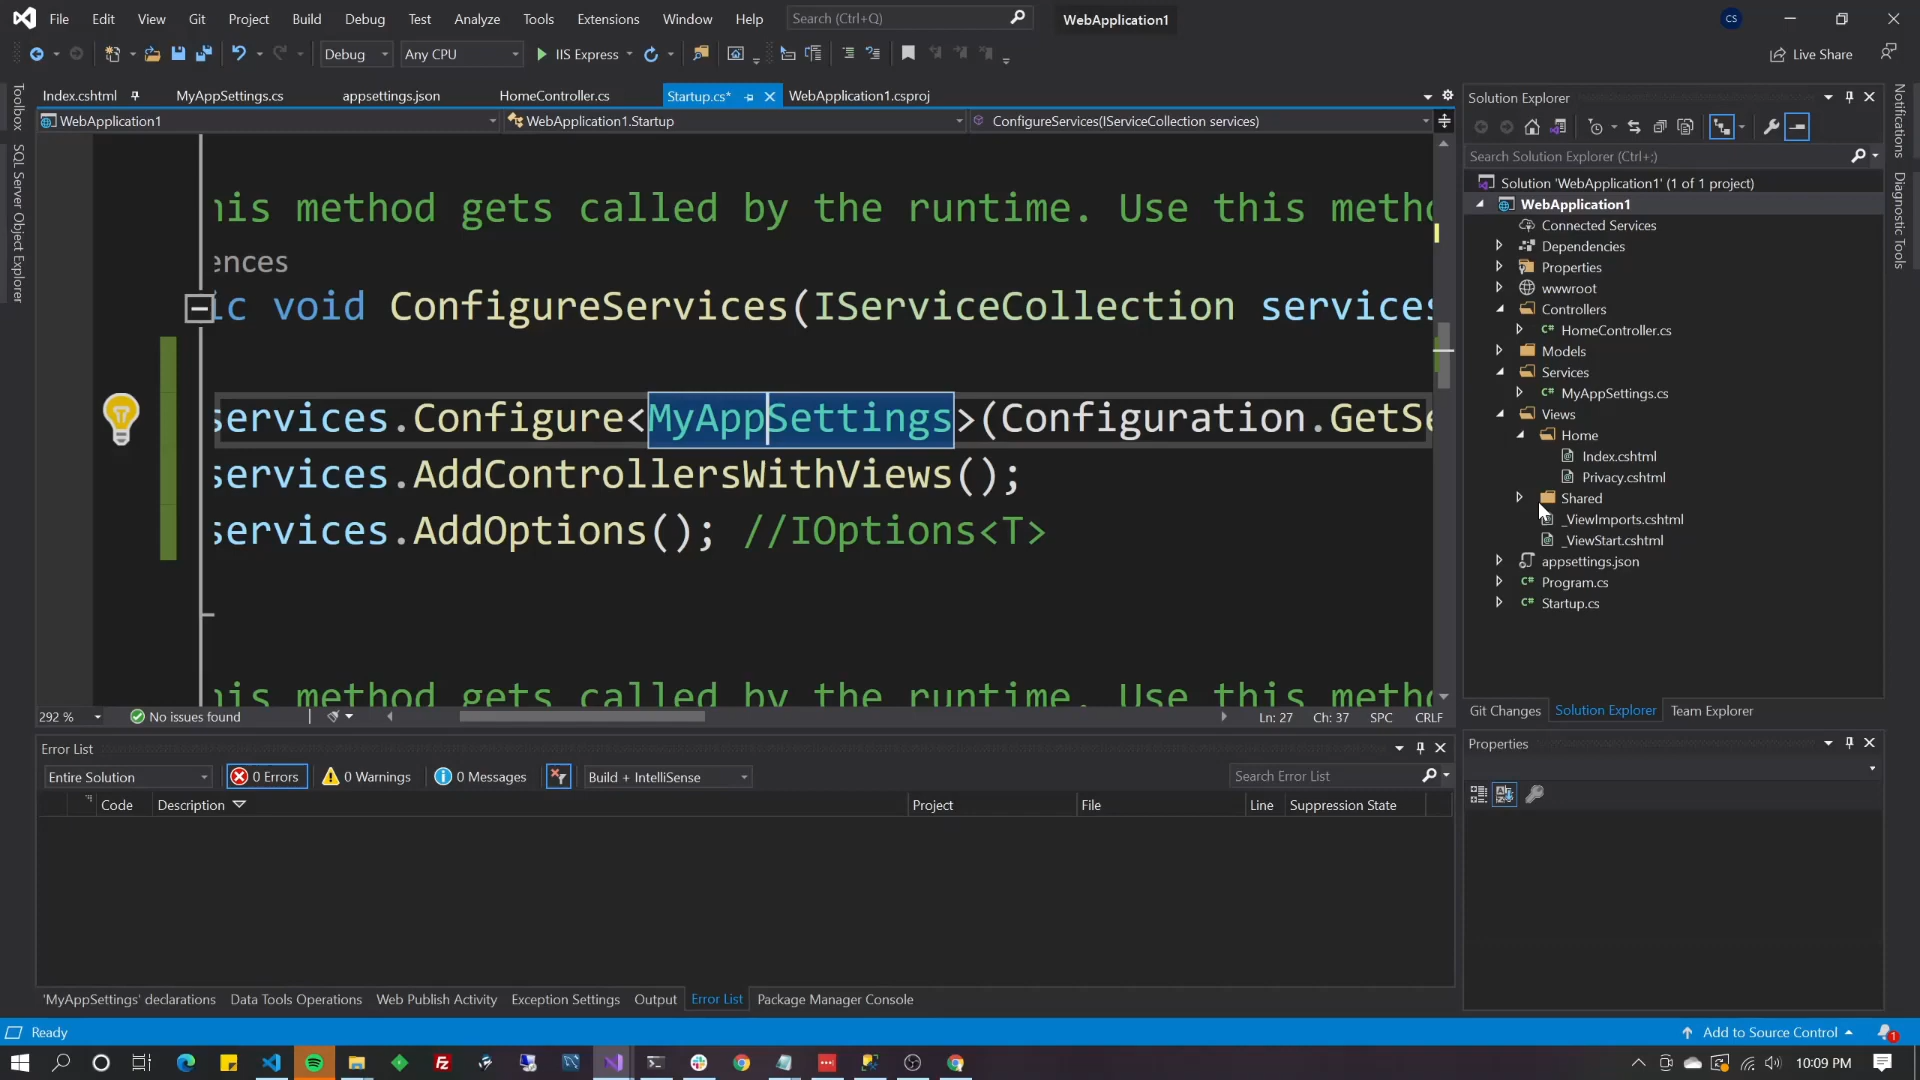 File Edit View Git Project Build Debug Test Analyze Tools Extensions Window Help Search (Ctrl+Q) WebApplication1 CS
Debug Any CPU IIS Express Live Share
Index.cshtml MyAppSettings.cs appsettings.json HomeController.cs Startup.cs* WebApplication1.csproj
WebApplication1 WebApplication1.Startup ConfigureServices(IServiceCollection services)
Toolbox
SQL Server Object Explorer
his method gets called by the runtime. Use this metho
ences
ic void ConfigureServices(IServiceCollection services
services.Configure<MyAppSettings>(Configuration.GetSe
services.AddControllersWithViews();
services.AddOptions(); //IOptions<T>
his method gets called by the runtime. Use this metho
292 % No issues found Ln: 27 Ch: 37 SPC CRLF
Error List
Entire Solution 0 Errors 0 Warnings 0 Messages Build + IntelliSense Search Error List
Code Description Project File Line Suppression State
'MyAppSettings' declarations Data Tools Operations Web Publish Activity Exception Settings Output Error List Package Manager Console
Solution Explorer
Search Solution Explorer (Ctrl+;)
Solution 'WebApplication1' (1 of 1 project)
WebApplication1
Connected Services
Dependencies
Properties
wwwroot
Controllers
C# HomeController.cs
Models
Services
C# MyAppSettings.cs
Views
Home
Index.cshtml
Privacy.cshtml
Shared
_ViewImports.cshtml
_ViewStart.cshtml
appsettings.json
C# Program.cs
C# Startup.cs
Git Changes Solution Explorer Team Explorer
Properties
Notifications
Diagnostic Tools
Ready Add to Source Control 1
10:09 PM